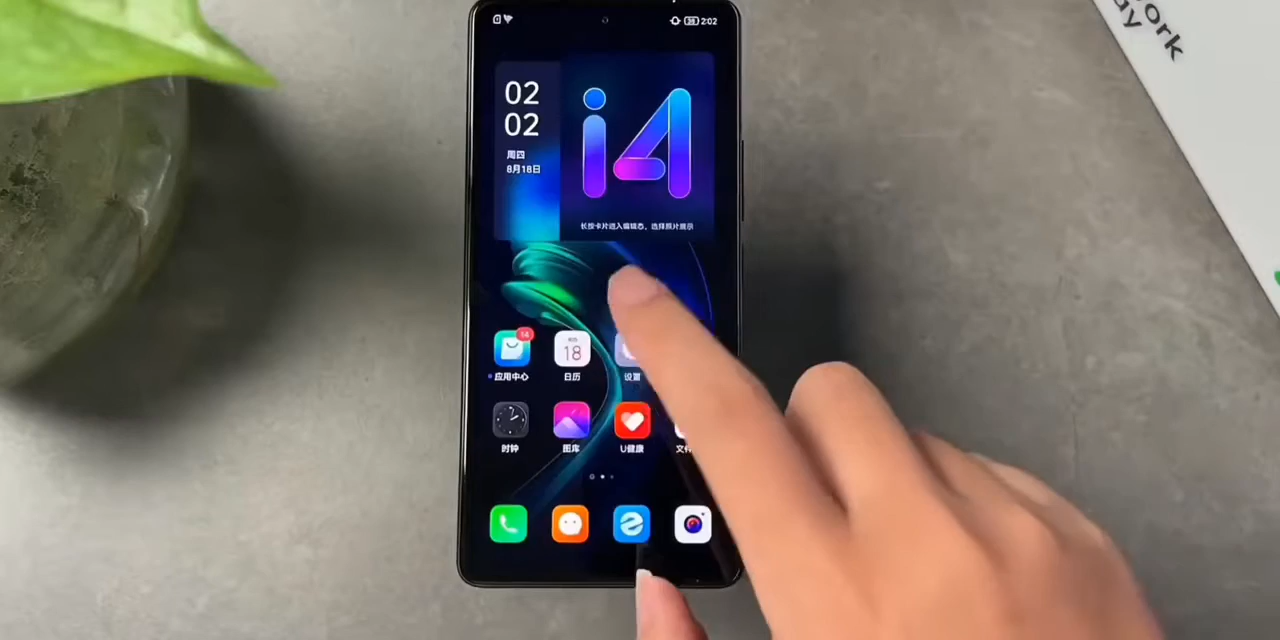 2:02
02
02
周四
8月18日
i4
长按卡片进入编辑态，选择照片展示
14
18
应用中心
日历
设置
时钟
图库
U健康
文件
ork
ay